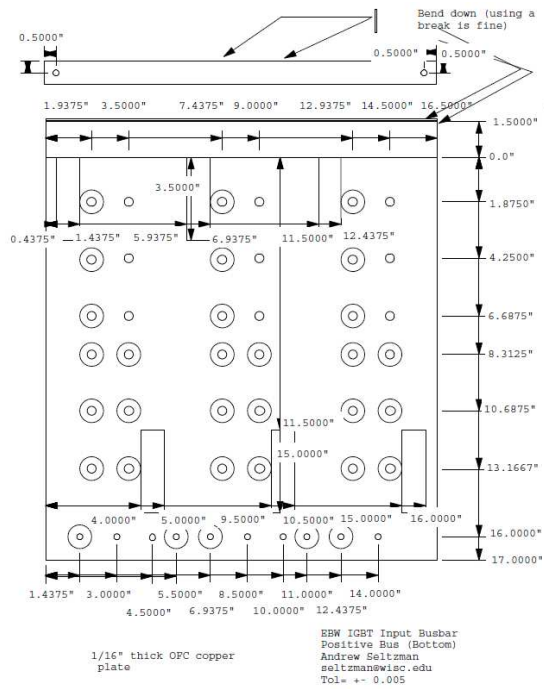 Bend down (using a
break is fine)
0.5000"
0.5000" 0.5000"
1.9375" 3.5000" 7.4375" 9.0000" 12.9375" 14.5000" 16.5000"
1.5000"
0.0"
3.5000"
1.8750"
0.4375" 1.4375" 5.9375" 6.9375" 11.5000" 12.4375"
4.2500"
6.6875"
8.3125"
10.6875"
11.5000"
15.0000"
13.1667"
4.0000" 5.0000" 9.5000" 10.5000" 15.0000" 16.0000"
16.0000"
17.0000"
1.4375" 3.0000" 5.5000" 8.5000" 11.0000" 14.0000"
4.5000" 6.9375" 10.0000" 12.4375"
1/16" thick OFC copper
plate
EBW IGBT Input Busbar
Positive Bus (Bottom)
Andrew Seltzman
seltzman@wisc.edu
Tol= +- 0.005